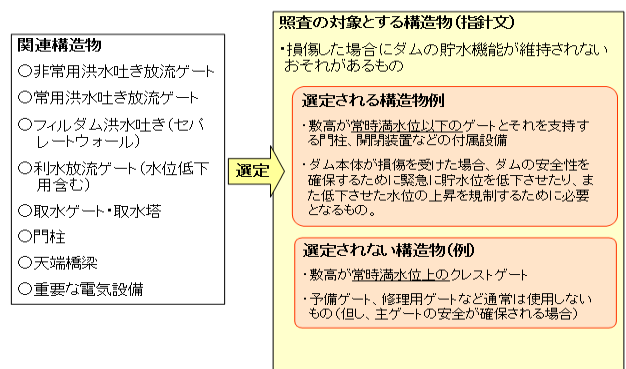 関連構造物
○非常用洪水吐き放流ゲート
○常用洪水吐き放流ゲート
○フィルダム洪水吐き(セパ
レートウォール)
○利水放流ゲート(水位低下
用含む)
○取水ゲート・取水塔
○門柱
○天端橋梁
○重要な電気設備
選定
照査の対象とする構造物(指針文)
・損傷した場合にダムの貯水機能が維持されない
おそれがあるもの
選定される構造物例
・敷高が常時満水位以下のゲートとそれを支持す
る門柱、開閉装置などの付属設備
・ダム本体が損傷を受けた場合、ダムの安全性を
確保するために緊急に貯水位を低下させたり、ま
た低下させた水位の上昇を規制するために必要
となるもの。
選定されない構造物(例)
・敷高が常時満水位上のクレストゲート
・予備ゲート、修理用ゲートなど通常は使用しない
もの(但し、主ゲートの安全が確保される場合)